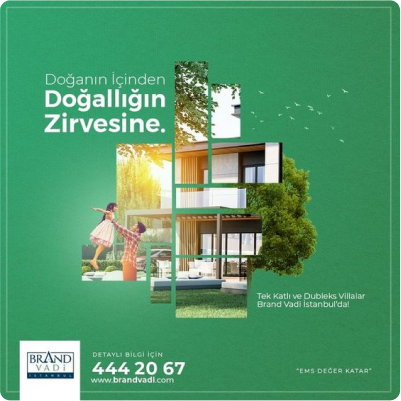 Doğanın İçinden
Doğallığın
Zirvesine.
Tek Katlı ve Dubleks Villalar
Brand Vadi İstanbul'da!
BRAND
VADİ
İSTANBUL
DETAYLI BİLGİ İÇİN
444 20 67
www.brandvadi.com
"EMS DEĞER KATAR"